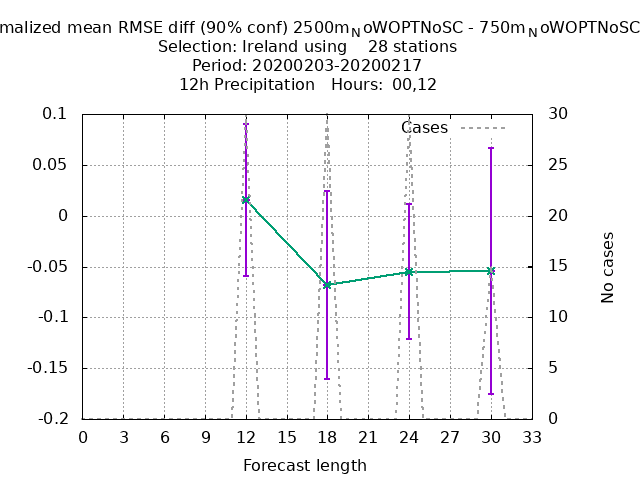 malized mean RMSE diff (90% conf) 2500mNoWOPTNoSC - 750mNoWOPTNoSC
Selection: Ireland using 28 stations
Period: 20200203-20200217
12h Precipitation Hours: 00,12
Cases
0.1
0.05
0
-0.05
-0.1
-0.15
-0.2
30
25
20
15
10
5
0
No cases
0 3 6 9 12 15 18 21 24 27 30 33
Forecast length